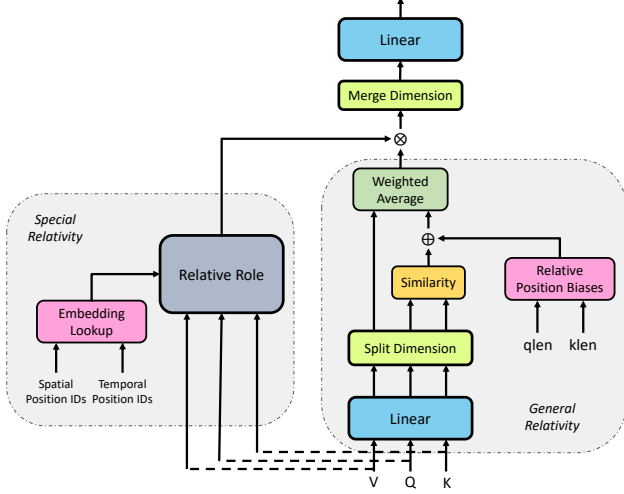 Linear
Merge Dimension
⊗
Weighted
Average
Special
Relativity
⊕
Relative Role
Similarity
Relative
Position Biases
Embedding
Lookup
qlen klen
Split Dimension
Spatial
Position IDs
Temporal
Position IDs
Linear
General
Relativity
V Q K